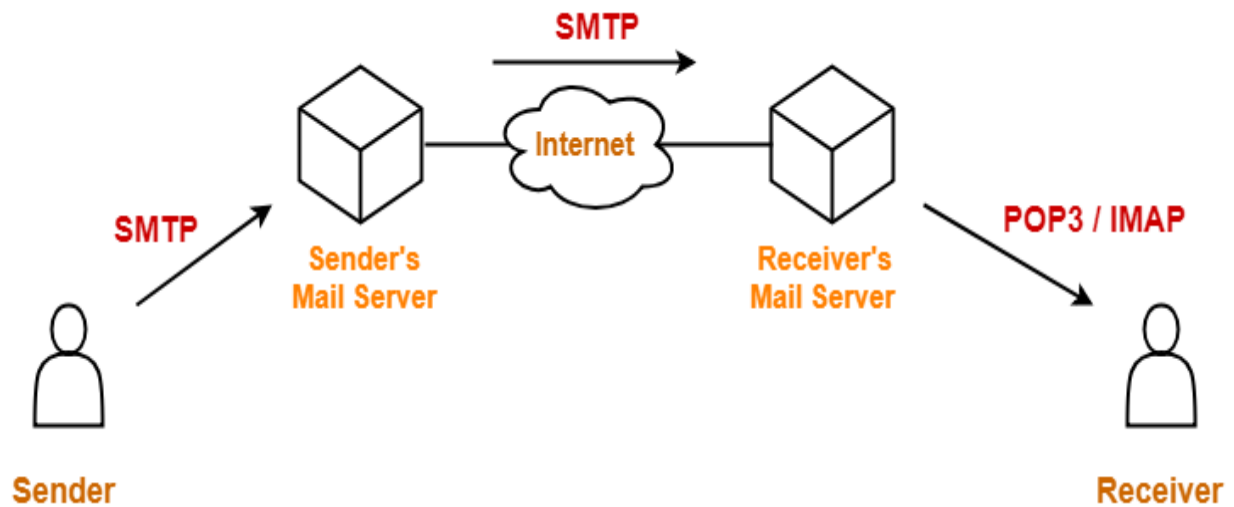 SMTP
Internet
SMTP
Sender's
Mail Server
Receiver's
Mail Server
POP3 / IMAP
Sender
Receiver